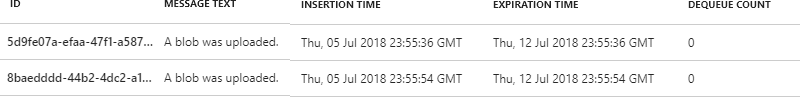 ID MESSAGE TEXT INSERTION TIME EXPIRATION TIME DEQUEUE COUNT
5d9fe07a-efaa-47f1-a587... A blob was uploaded. Thu, 05 Jul 2018 23:55:36 GMT Thu, 12 Jul 2018 23:55:36 GMT 0
8baedddd-44b2-4dc2-a1... A blob was uploaded. Thu, 05 Jul 2018 23:55:54 GMT Thu, 12 Jul 2018 23:55:54 GMT 0